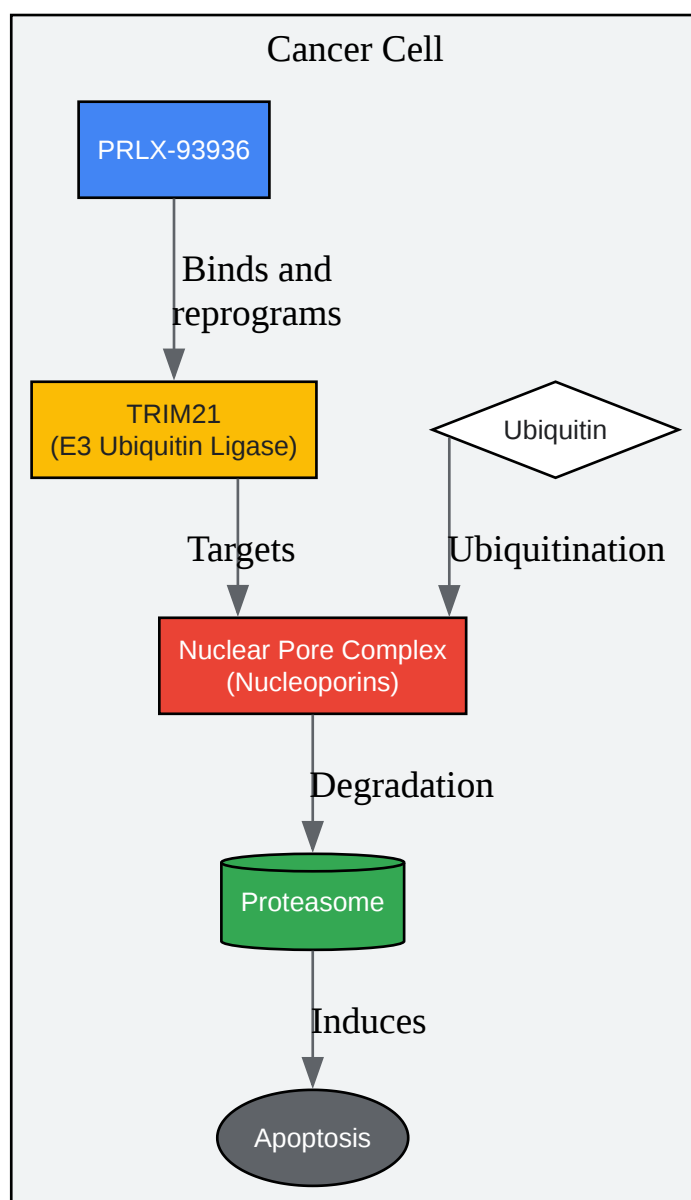 Cancer Cell
PRLX-93936
Binds and
reprograms
TRIM21
(E3 Ubiquitin Ligase)
Ubiquitin
Targets
Ubiquitination
Nuclear Pore Complex
(Nucleoporins)
Degradation
Proteasome
Induces
Apoptosis